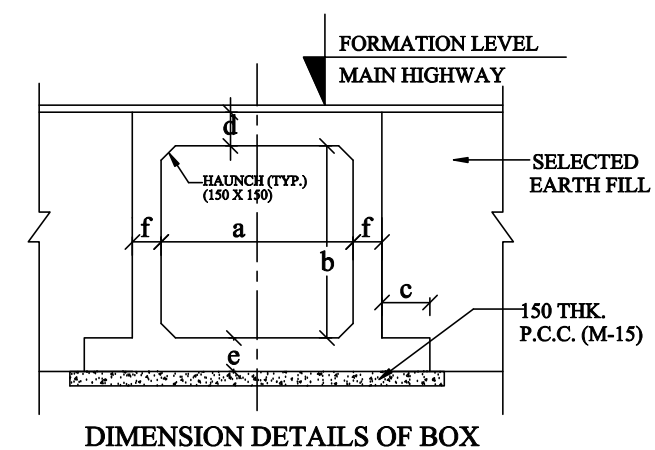 FORMATION LEVEL
MAIN HIGHWAY
d
HAUNCH (TYP.)
(150 X 150)
SELECTED
EARTH FILL
f
a
f
b
c
150 THK.
P.C.C. (M-15)
e
DIMENSION DETAILS OF BOX